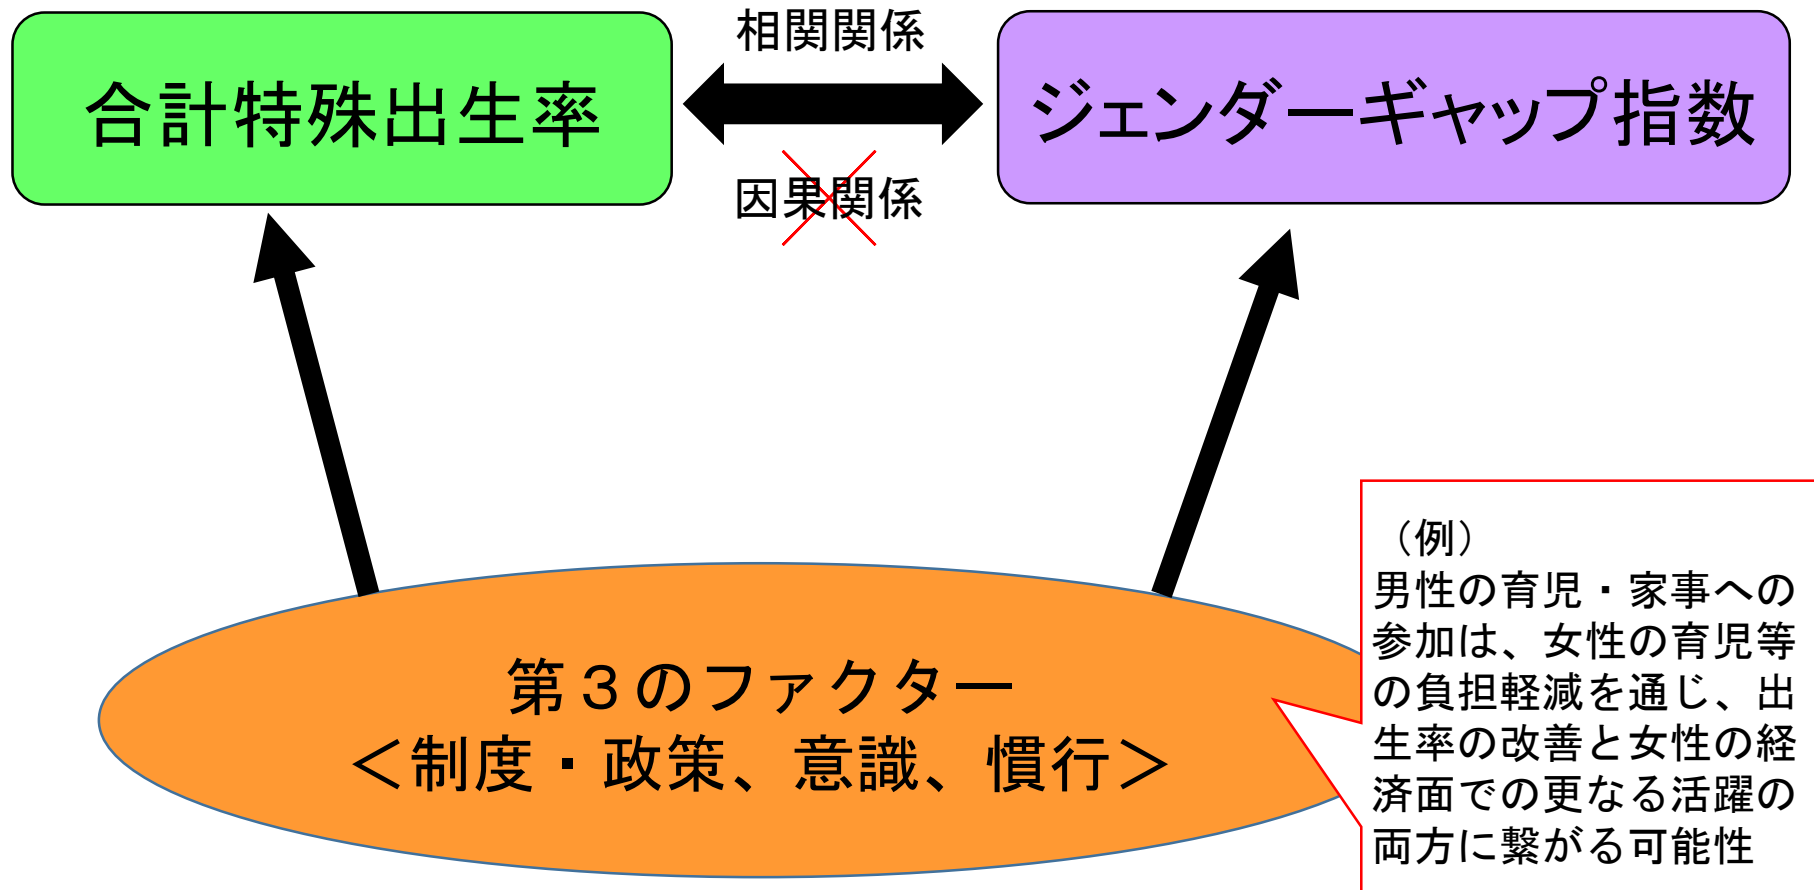 相関関係
合計特殊出生率
ジェンダーギャップ指数
因果関係
第３のファクター
＜制度・政策、意識、慣行＞
（例）
男性の育児・家事への
参加は、女性の育児等
の負担軽減を通じ、出
生率の改善と女性の経
済面での更なる活躍の
両方に繋がる可能性